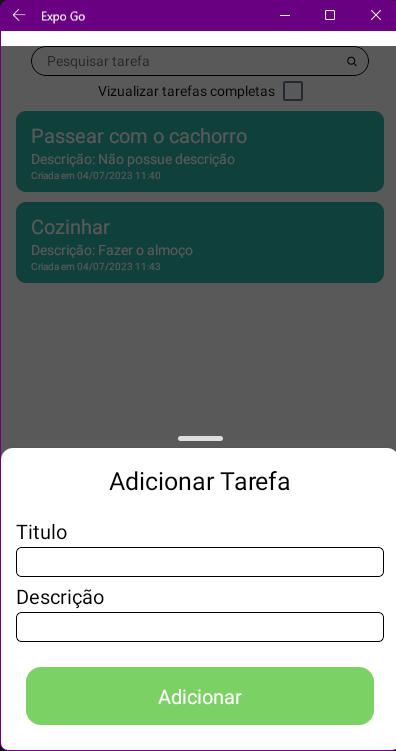 Expo Go
Pesquisar tarefa
Vizualizar tarefas completas
Passear com o cachorro
Descrição: Não possue descrição
Criada em 04/07/2023 11:40
Cozinhar
Descrição: Fazer o almoço
Criada em 04/07/2023 11:43
Adicionar Tarefa
Titulo
Descrição
Adicionar